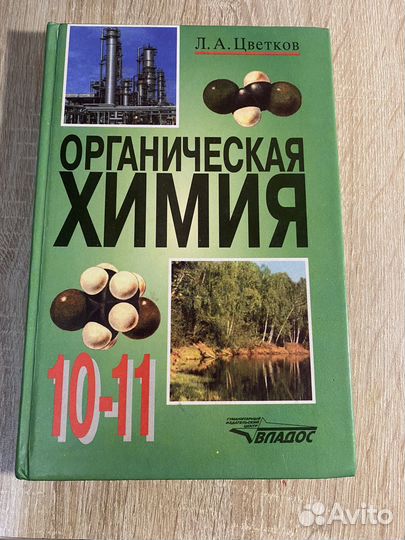 Л. А. Цветков
ОРГАНИЧЕСКАЯ
ХИМИЯ
10-11
ГУМАНИТАРНЫЙ
ИЗДАТЕЛЬСКИЙ
ЦЕНТР
ВЛАДОС
Avito